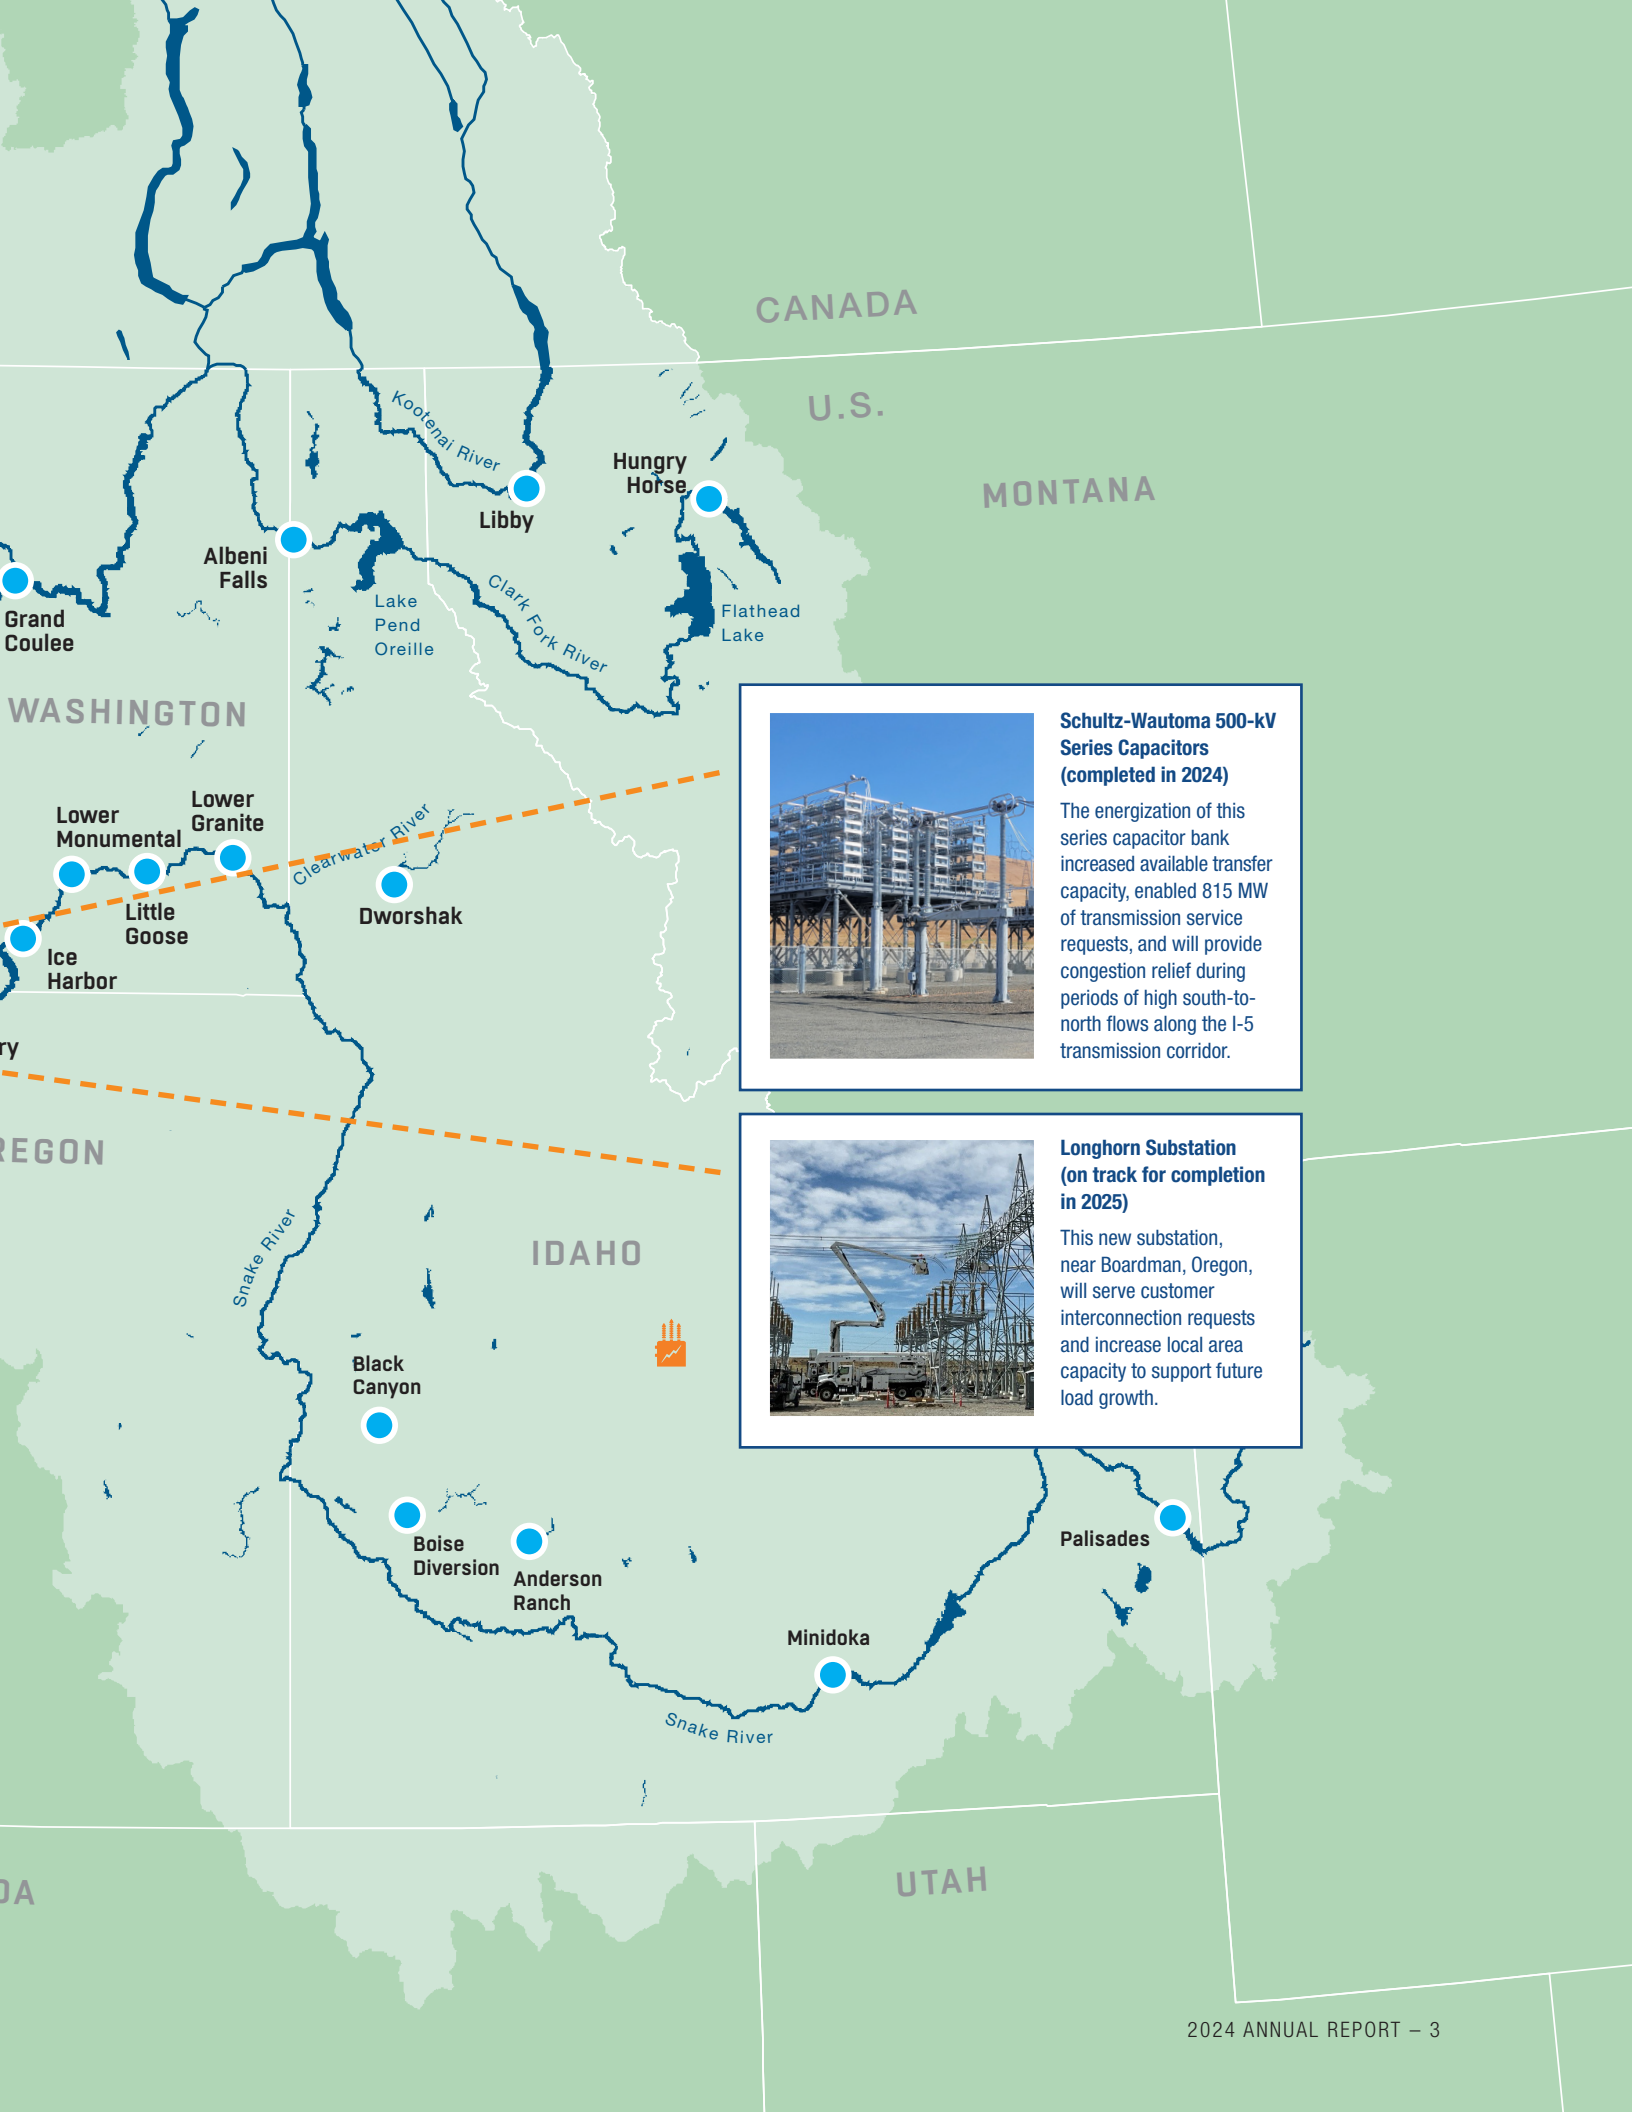 CANADA
U.S.
MONTANA
Kootenai River
Hungry
Horse
Libby
Albeni
Falls
Lake
Pend
Oreille
Clark Fork River
Flathead
Lake
Grand
Coulee
WASHINGTON
Lower
Monumental
Lower
Granite
Clearwater River
Little
Goose
Dworshak
Ice
Harbor
ry
REGON
Schultz-Wautoma 500-kV
Series Capacitors
(completed in 2024)
The energization of this
series capacitor bank
increased available transfer
capacity, enabled 815 MW
of transmission service
requests, and will provide
congestion relief during
periods of high south-to-
north flows along the I-5
transmission corridor.
Longhorn Substation
(on track for completion
in 2025)
This new substation,
near Boardman, Oregon,
will serve customer
interconnection requests
and increase local area
capacity to support future
load growth.
Snake River
IDAHO
Black
Canyon
Boise
Diversion
Anderson
Ranch
Palisades
Minidoka
Snake River
UTAH
DA
2024 ANNUAL REPORT – 3